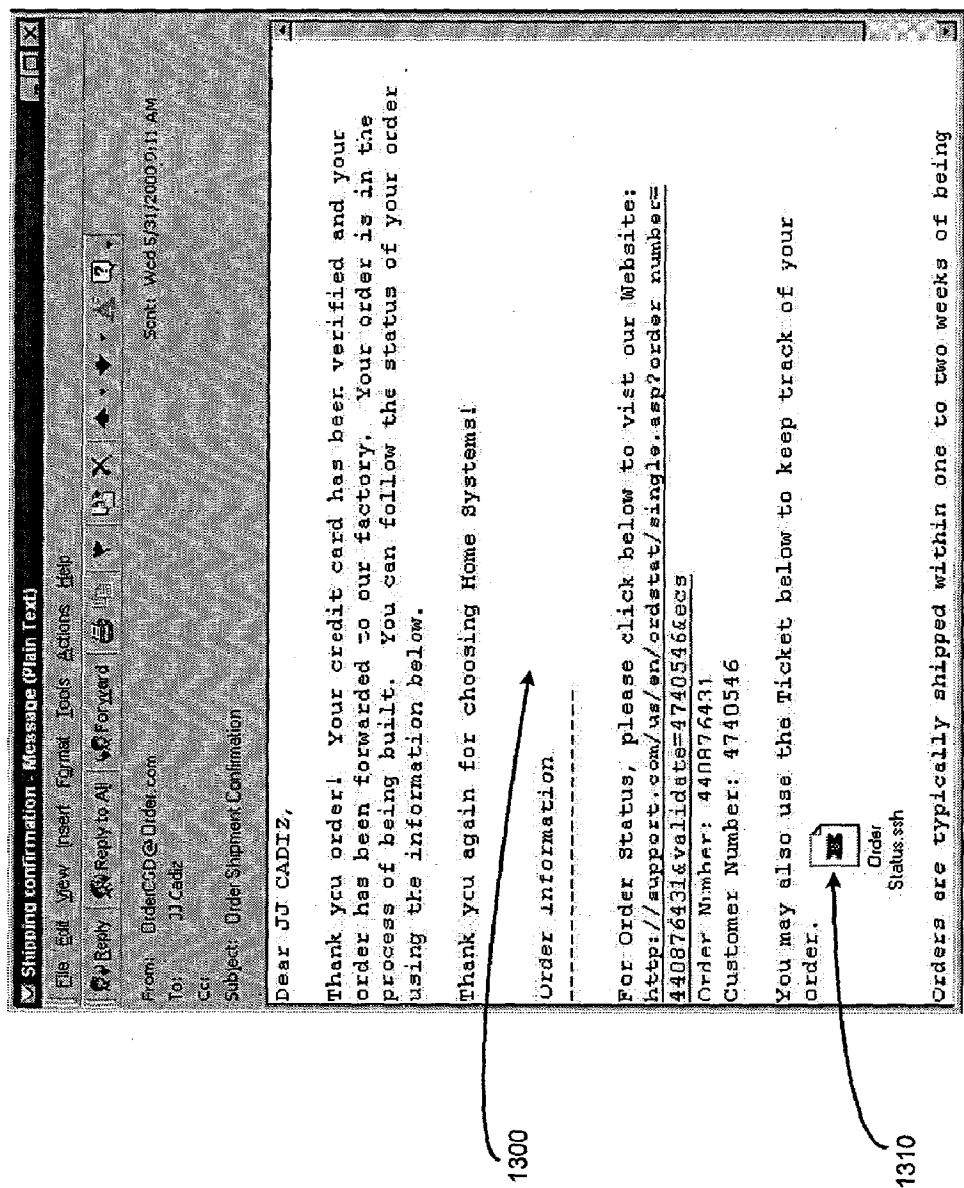 Shipping confirmation - Message (Plain Text)
File Edit View Insert Format Tools Actions Help
Reply Reply to All Forward
From: OrderCGD@Order.com
To: JJ Cadiz
Cc:
Subject: Order Shipment Confirmation
Sent: Wed 5/31/2000 9:11 AM
Dear JJ CADIZ,
Thank you order! Your credit card has been verified and your
order has been forwarded to our factory. Your order is in the
process of being built. You can follow the status of your order
using the information below.
Thank you again for choosing Home Systems!
Order Information
--------------------
For Order Status, please click below to vist our Website:
http://support.com/us/en/ordstat/single.asp?order number=
440876431&validate=4740546&ecs
Order Number: 440876431
Customer Number: 4740546
You may also use the Ticket below to keep track of your
order.
Order
Status.ssh
Orders are typically shipped within one to two weeks of being
1300
1310